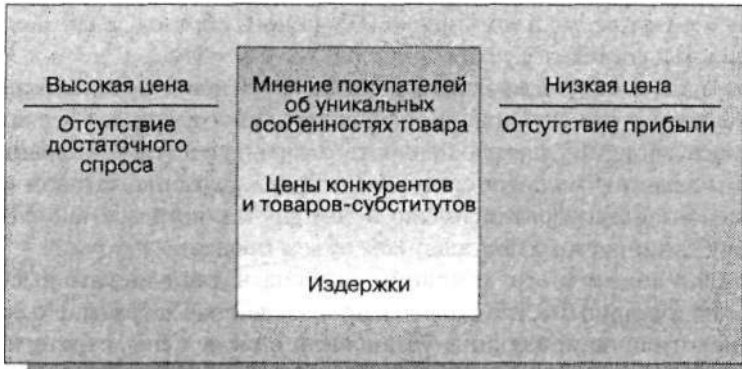 Высокая цена
Отсутствие
достаточного
спроса
Мнение покупателей
об уникальных
особенностях товара
Цены конкурентов
и товаров-субститутов
Издержки
Низкая цена
Отсутствие прибыли